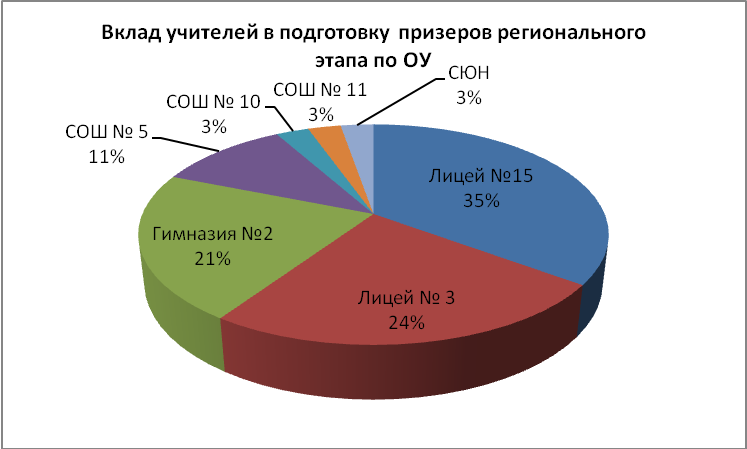 Вклад учителей в подготовку призеров регионального
этапа по ОУ
СЮН
3%
СОШ № 11
3%
СОШ № 10
3%
СОШ № 5
11%
Лицей №15
35%
Гимназия №2
21%
Лицей № 3
24%